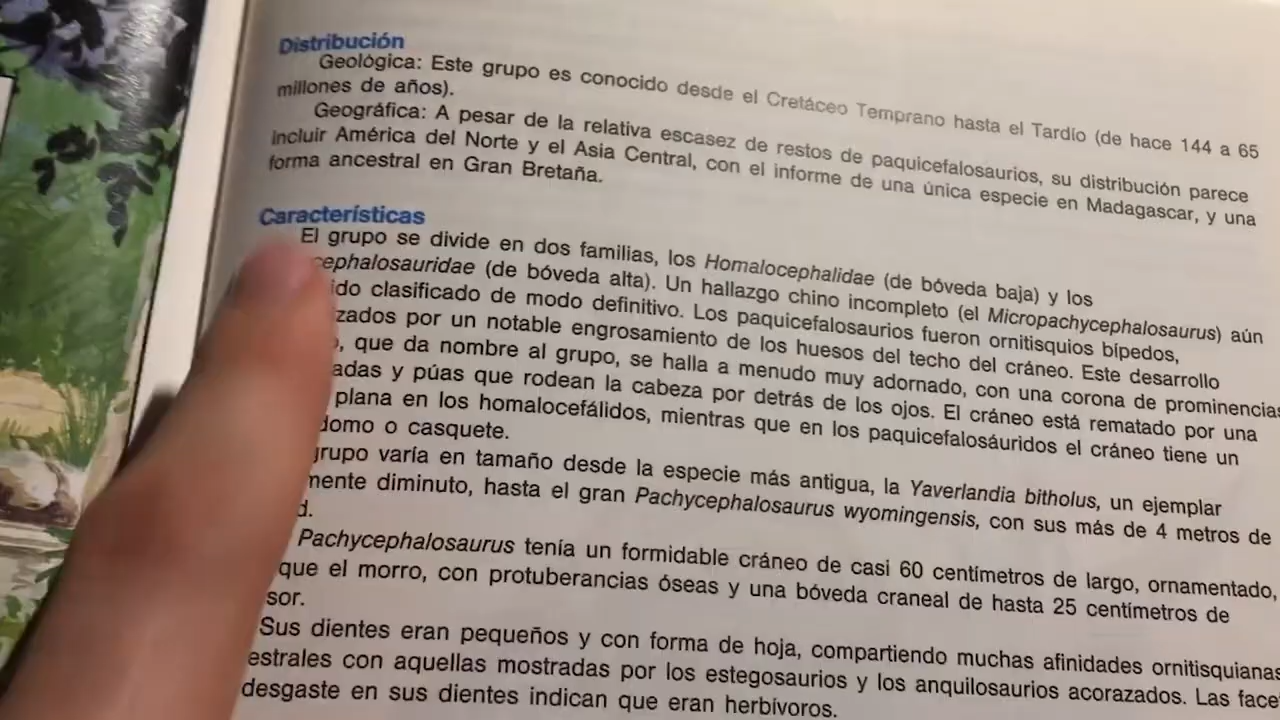 Distribución
Geológica: Este grupo es conocido desde el Cretáceo Temprano hasta el Tardío (de hace 144 a 65
millones de años).
Geográfica: A pesar de la relativa escasez de restos de paquicefalosaurios, su distribución parece
incluir América del Norte y el Asia Central, con el informe de una única especie en Madagascar, y una
forma ancestral en Gran Bretaña.
Características
El grupo se divide en dos familias, los Homalocephalidae (de bóveda baja) y los
cephalosauridae (de bóveda alta). Un hallazgo chino incompleto (el Micropachycephalosaurus) aún
ido clasificado de modo definitivo. Los paquicefalosaurios fueron ornitisquios bípedos,
zados por un notable engrosamiento de los huesos del techo del cráneo. Este desarrollo
, que da nombre al grupo, se halla a menudo muy adornado, con una corona de prominencias
adas y púas que rodean la cabeza por detrás de los ojos. El cráneo está rematado por una
plana en los homalocefálidos, mientras que en los paquicefalosáuridos el cráneo tiene un
domo o casquete.
grupo varía en tamaño desde la especie más antigua, la Yaverlandia bitholus, un ejemplar
mente diminuto, hasta el gran Pachycephalosaurus wyomingensis, con sus más de 4 metros de
d.
Pachycephalosaurus tenía un formidable cráneo de casi 60 centímetros de largo, ornamentado,
que el morro, con protuberancias óseas y una bóveda craneal de hasta 25 centímetros de
sor.
Sus dientes eran pequeños y con forma de hoja, compartiendo muchas afinidades ornitisquianas
estrales con aquellas mostradas por los estegosaurios y los anquilosaurios acorazados. Las face
desgaste en sus dientes indican que eran herbívoros.